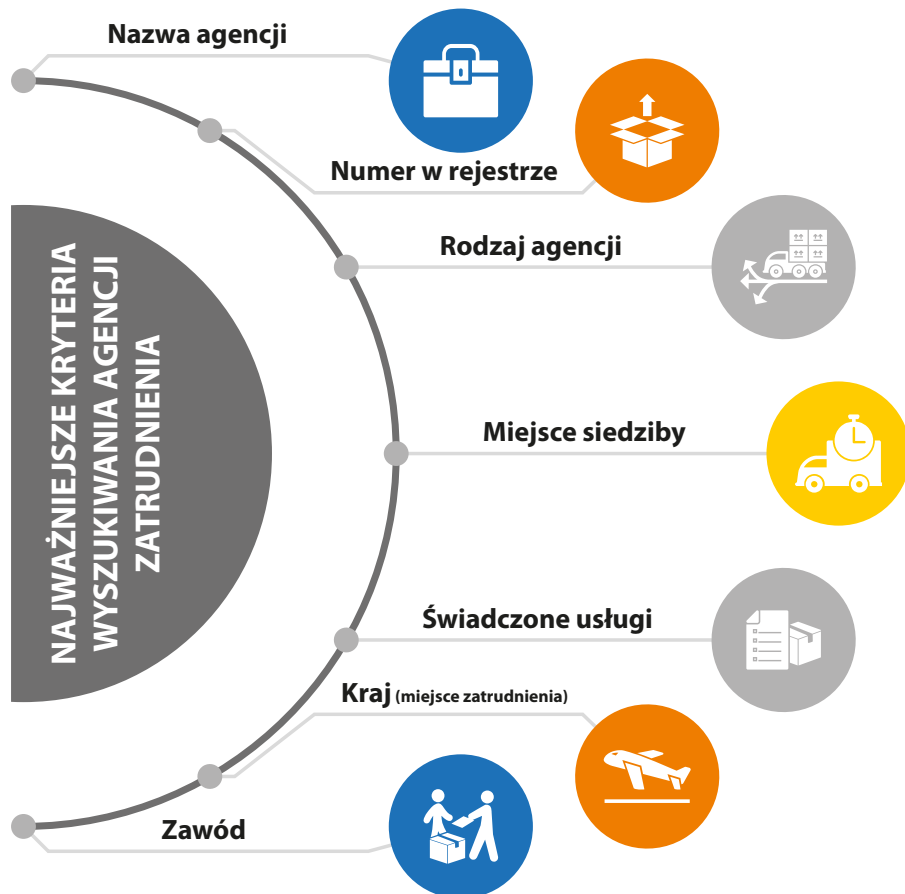 NAJWAŻNIEJSZE KRYTERIA
WYSZUKIWANIA AGENCJI
ZATRUDNIENIA
Nazwa agencji
Numer w rejestrze
Rodzaj agencji
Miejsce siedziby
Świadczone usługi
Kraj (miejsce zatrudnienia)
Zawód